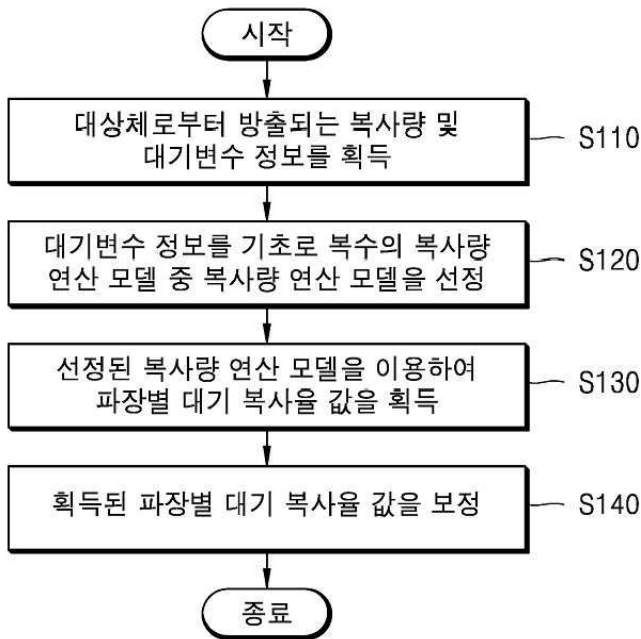 시작
대상체로부터 방출되는 복사량 및
대기변수 정보를 획득
S110
대기변수 정보를 기초로 복수의 복사량
연산 모델 중 복사량 연산 모델을 선정
S120
선정된 복사량 연산 모델을 이용하여
파장별 대기 복사율 값을 획득
S130
획득된 파장별 대기 복사율 값을 보정
S140
종료